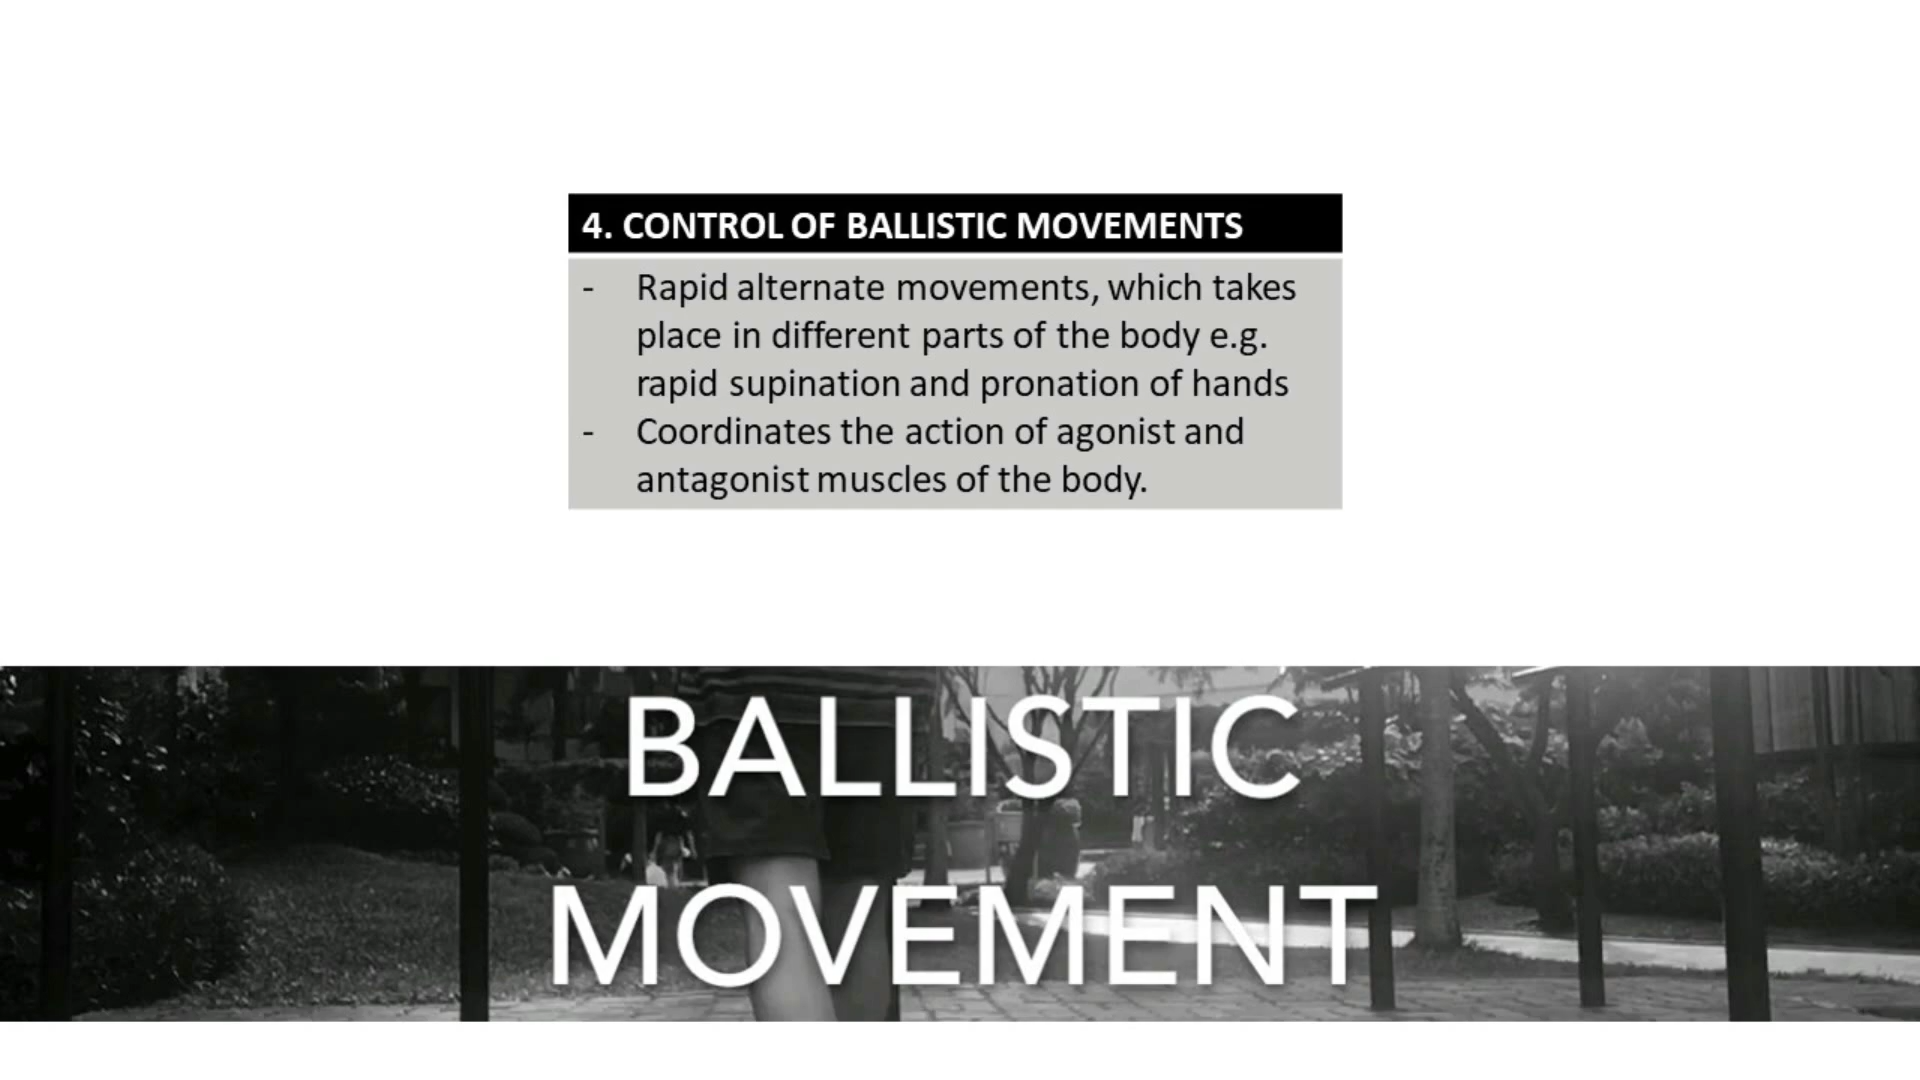 4. CONTROL OF BALLISTIC MOVEMENTS
- Rapid alternate movements, which takes
place in different parts of the body e.g.
rapid supination and pronation of hands
- Coordinates the action of agonist and
antagonist muscles of the body.
BALLISTIC
MOVEMENT